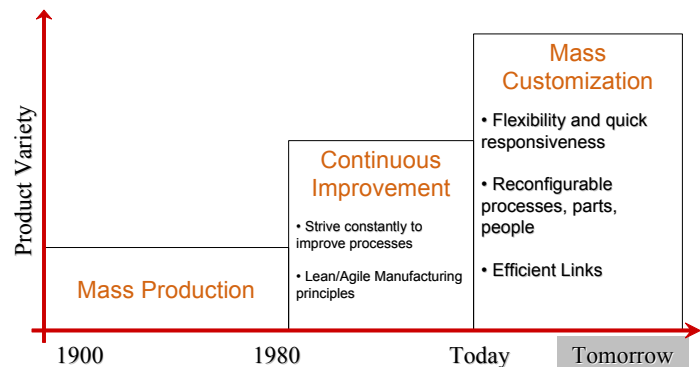 Product Variety
Mass Production
Continuous
Improvement
• Strive constantly to
improve processes
• Lean/Agile Manufacturing
principles
Mass
Customization
• Flexibility and quick
responsiveness
• Reconfigurable
processes, parts,
people
• Efficient Links
1900
1980
Today
Tomorrow